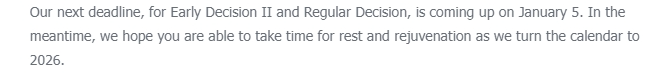 Our next deadline, for Early Decision II and Regular Decision, is coming up on January 5. In the
meantime, we hope you are able to take time for rest and rejuvenation as we turn the calendar to
2026.